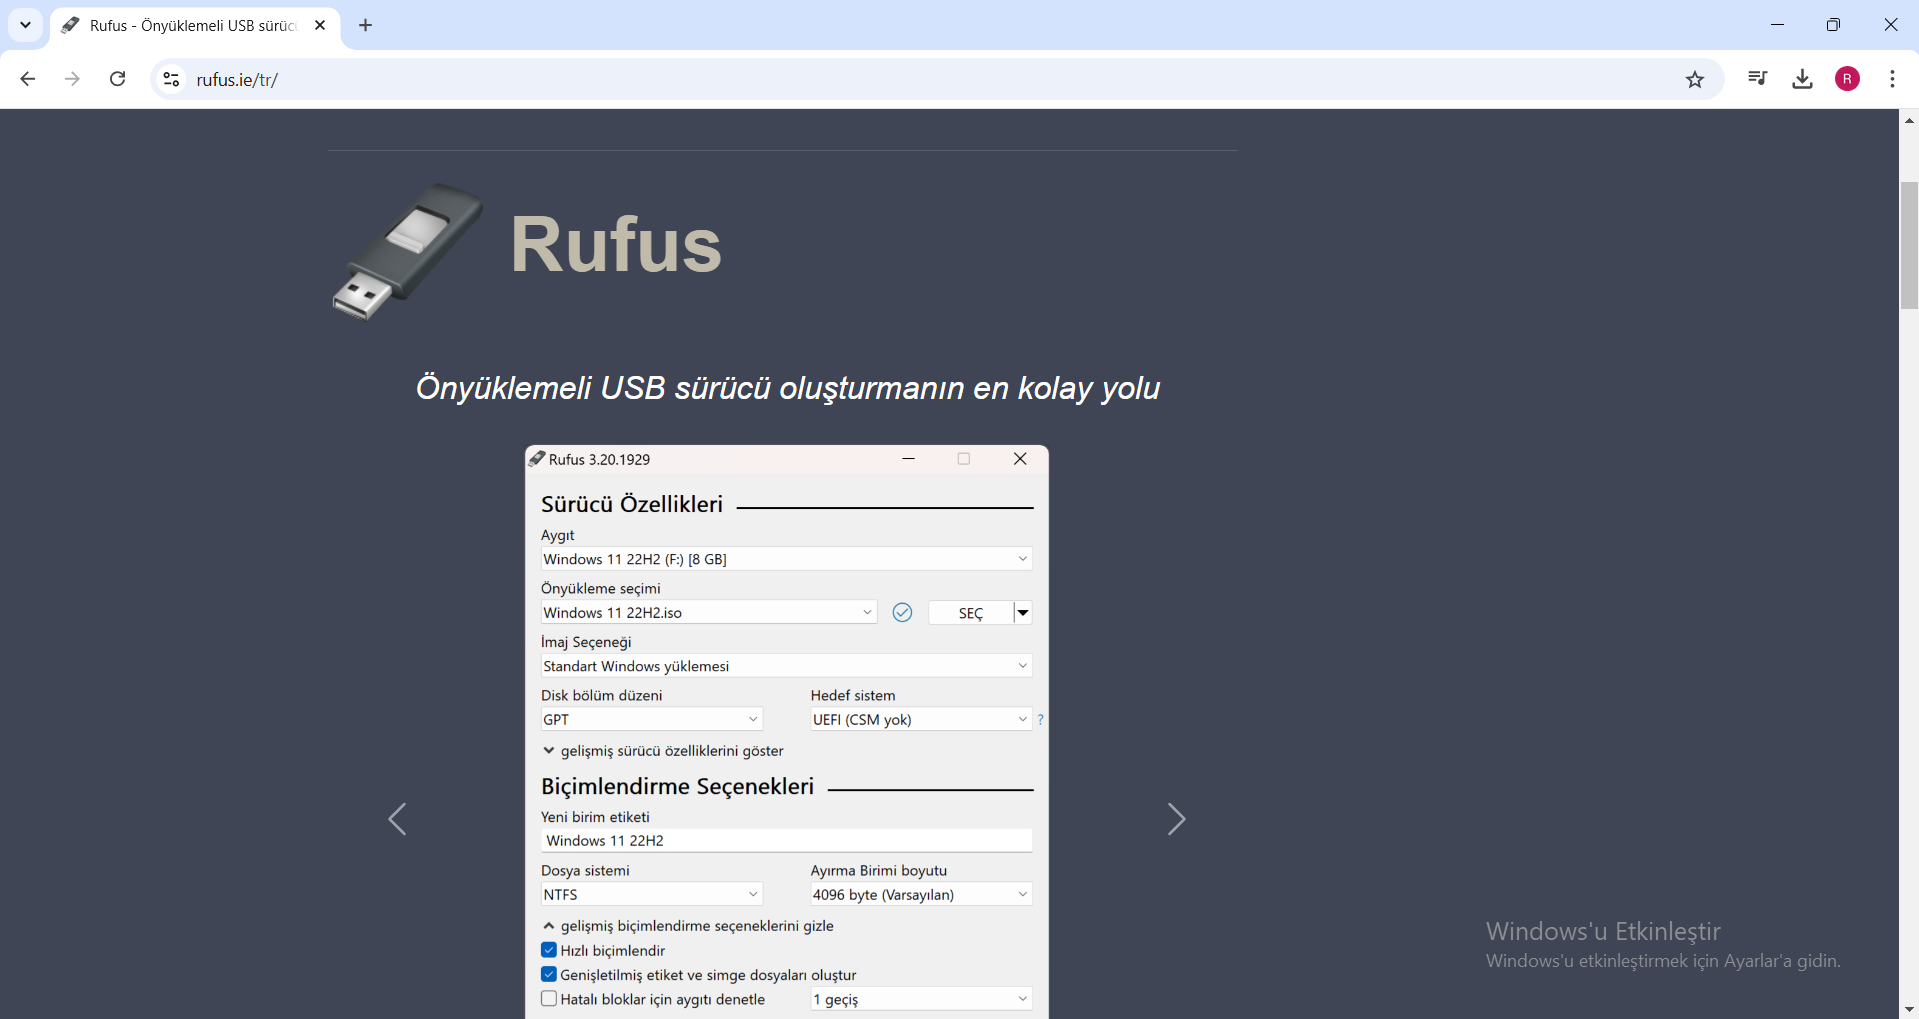 Rufus - Önyüklemeli USB sürüc
rufus.ie/tr/
R
Rufus
Önyüklemeli USB sürücü oluşturmanın en kolay yolu
Rufus 3.20.1929
Sürücü Özellikleri
Aygıt
Windows 11 22H2 (F:) [8 GB]
Önyükleme seçimi
Windows 11 22H2.iso
SEÇ
İmaj Seçeneği
Standart Windows yüklemesi
Disk bölüm düzeni Hedef sistem
GPT UEFI (CSM yok) ?
gelişmiş sürücü özelliklerini göster
Biçimlendirme Seçenekleri
Yeni birim etiketi
Windows 11 22H2
Dosya sistemi Ayırma Birimi boyutu
NTFS 4096 byte (Varsayılan)
gelişmiş biçimlendirme seçeneklerini gizle
Hızlı biçimlendir
Genişletilmiş etiket ve simge dosyaları oluştur
Hatalı bloklar için aygıtı denetle 1 geçiş
Windows'u Etkinleştir
Windows'u etkinleştirmek için Ayarlar'a gidin.